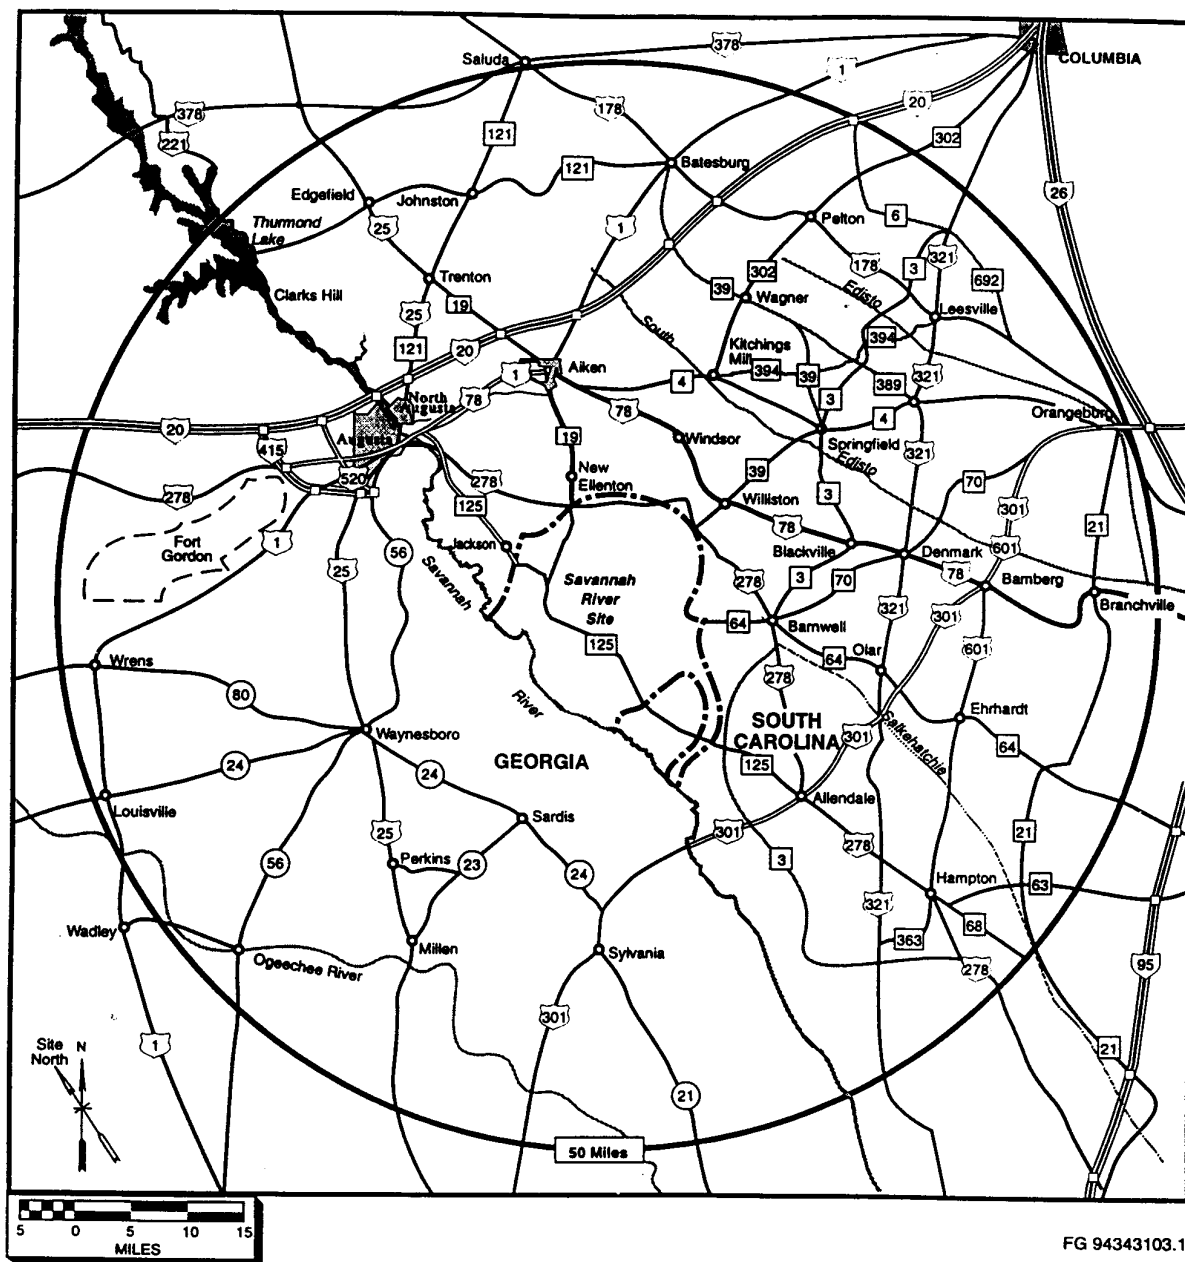 378
COLUMBIA
Saluda
1
20
178
378
221
121
302
121
Batesburg
26
Edgefield
Johnston
Thurmond
Lake
25
1
Pelton
6
321
178
3
692
302
Trenton
39
Wagner
Edisto
Clarks Hill
19
25
Leesville
South
Kitchings
Mill
394
121
20
Aiken
1
4
394
39
389
321
North
Augusta
78
3
78
4
Orangeburg
20
Augusta
19
Windsor
Springfield
415
321
Edisto
New
Ellenton
520
278
39
70
278
125
Williston
3
301
21
78
Fort
Gordon
1
56
Jackson
Blackville
Denmark
601
25
Savannah
Savannah
River
Site
278
3
70
78
Bamberg
Branchville
321
301
64
Barnwell
125
601
Wrens
64
Olar
278
80
River
SOUTH
CAROLINA
Salkehatchie
Ehrhardt
Waynesboro
301
64
GEORGIA
24
24
125
Louisville
Allendale
Sardis
25
301
278
21
56
Perkins
23
24
3
Hampton
63
321
68
Wadley
363
Millen
Sylvania
Ogeechee River
278
95
301
Site
North
N
1
21
21
50 Miles
5 0 5 10 15
MILES
FG 94343103.1